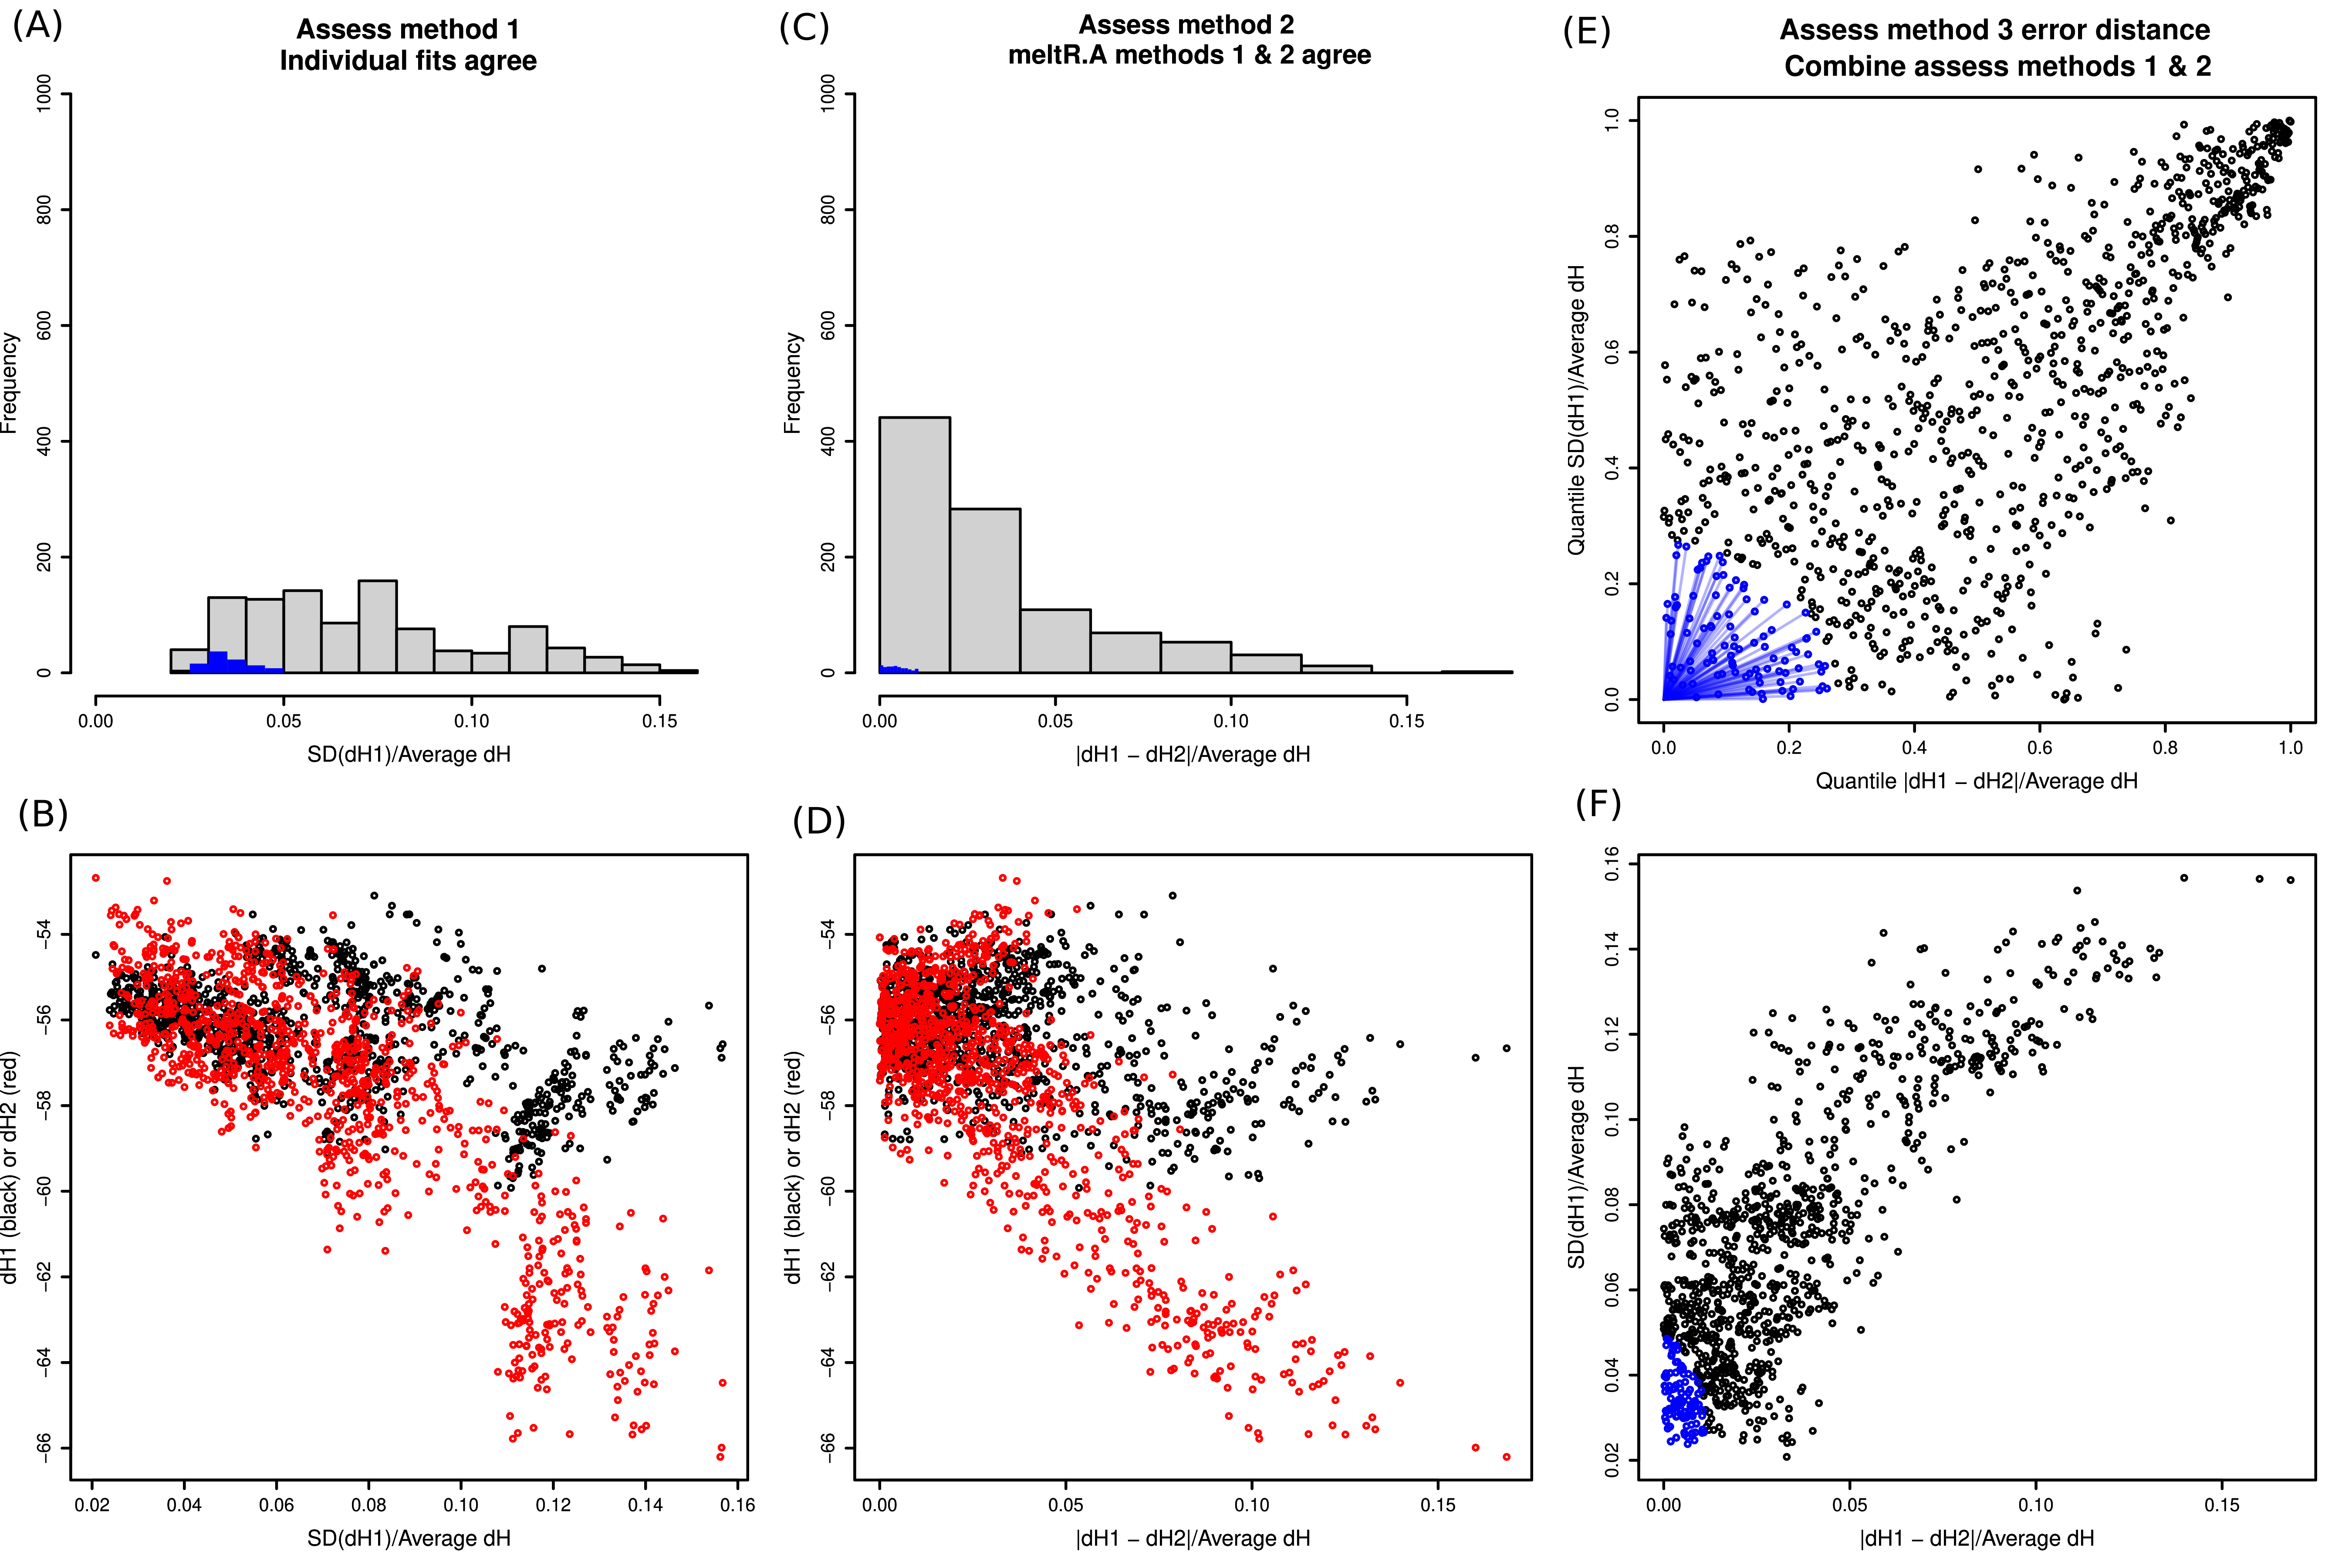 (A)
Assess method 1
Individual fits agree
Frequency
1000
800
600
400
200
0
0.00 0.05 0.10 0.15
SD(dH1)/Average dH
(C)
Assess method 2
meltR.A methods 1 & 2 agree
Frequency
1000
800
600
400
200
0
0.00 0.05 0.10 0.15
|dH1 − dH2|/Average dH
(E)
Assess method 3 error distance
Combine assess methods 1 & 2
Quantile SD(dH1)/Average dH
1.0
0.8
0.6
0.4
0.2
0.0
0.0 0.2 0.4 0.6 0.8 1.0
Quantile |dH1 − dH2|/Average dH
(B)
dH1 (black) or dH2 (red)
−54
−56
−58
−60
−62
−64
−66
0.02 0.04 0.06 0.08 0.10 0.12 0.14 0.16
SD(dH1)/Average dH
(D)
dH1 (black) or dH2 (red)
−54
−56
−58
−60
−62
−64
−66
0.00 0.05 0.10 0.15
|dH1 − dH2|/Average dH
(F)
SD(dH1)/Average dH
0.16
0.14
0.12
0.10
0.08
0.06
0.04
0.02
0.00 0.05 0.10 0.15
|dH1 − dH2|/Average dH